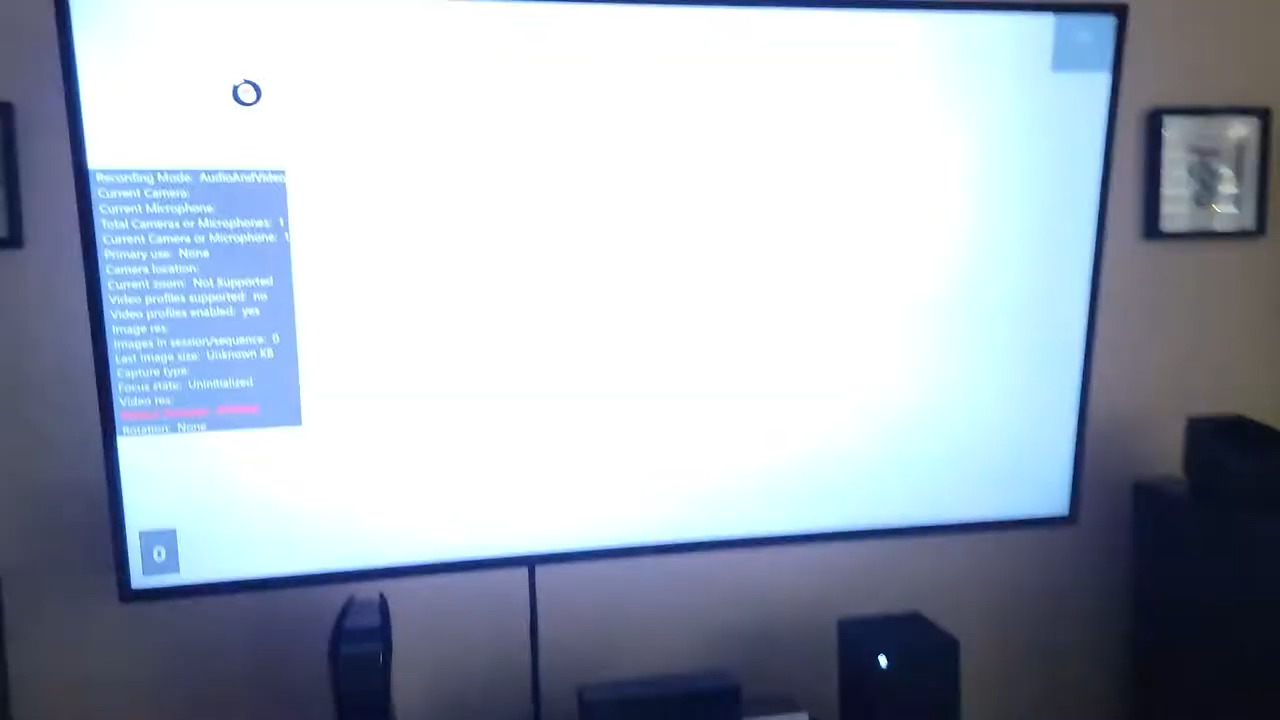 Recording Mode: AudioAndVideo
Current Camera:
Current Microphone:
Total Cameras or Microphones: 1
Current Camera or Microphone: 1
Primary use: None
Camera location:
Current zoom: Not Supported
Video profiles supported: no
Video profiles enabled: yes
Image res:
Images in session/sequence: 0
Last image size: Unknown KB
Capture type:
Focus state: Uninitialized
Video res:
Rotation: None
0